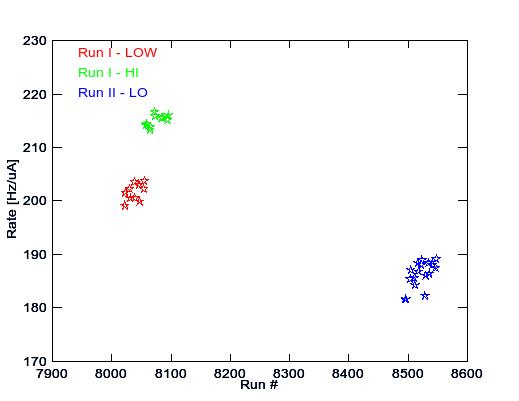 230
Run I - LOW
Run I - HI
Run II - LO
220
210
200
190
180
170
Rate [Hz/uA]
7900 8000 8100 8200 8300 8400 8500 8600
Run #